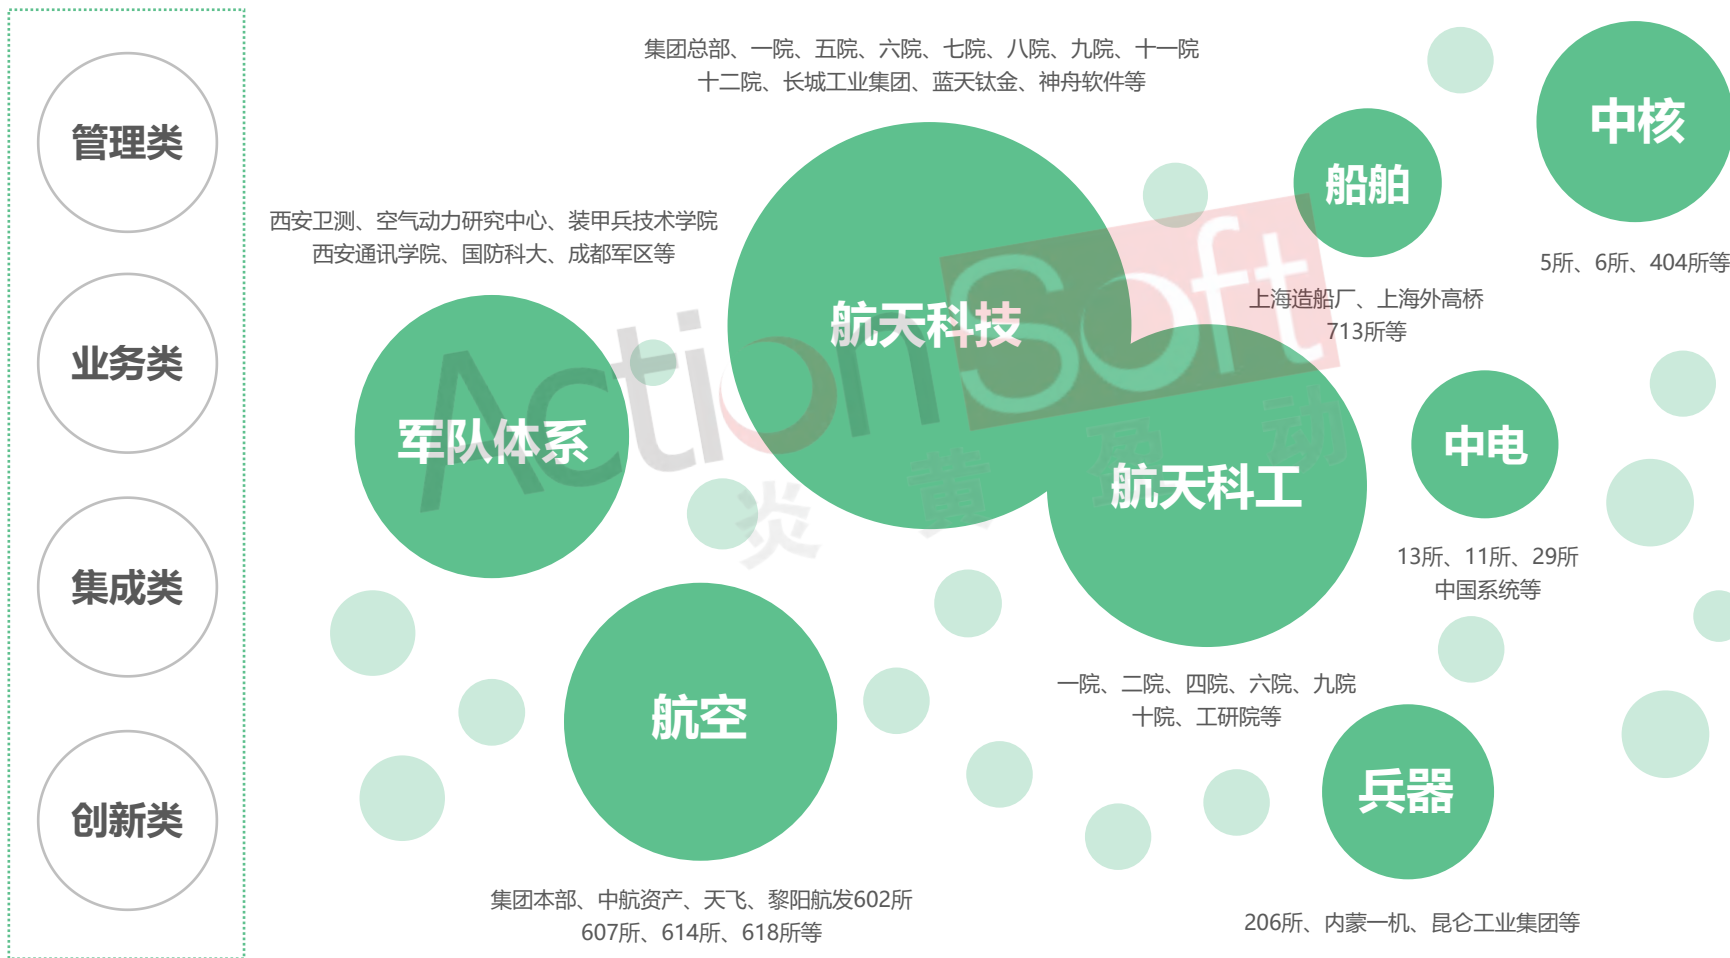 管理类
业务类
集成类
创新类
集团总部、一院、五院、六院、七院、八院、九院、十一院
十二院、长城工业集团、蓝天钛金、神舟软件等
航天科技
西安卫测、空气动力研究中心、装甲兵技术学院
西安通讯学院、国防科大、成都军区等
军队体系
船舶
上海造船厂、上海外高桥
713所等
中核
5所、6所、404所等
航天科工
一院、二院、四院、六院、九院
十院、工研院等
中电
13所、11所、29所
中国系统等
航空
集团本部、中航资产、天飞、黎阳航发602所
607所、614所、618所等
兵器
206所、内蒙一机、昆仑工业集团等
ActionSoft
炎黄盈动